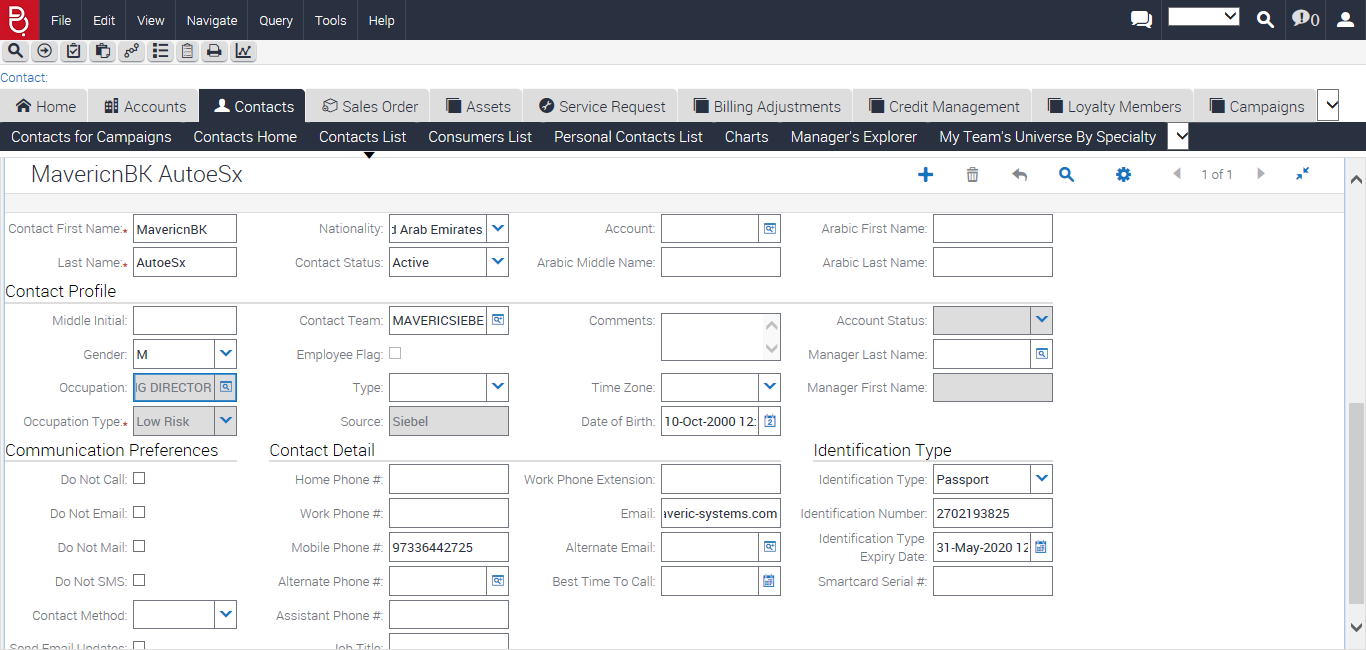 File Edit View Navigate Query Tools Help 0
Contact:
Home Accounts Contacts Sales Order Assets Service Request Billing Adjustments Credit Management Loyalty Members Campaigns
Contacts for Campaigns Contacts Home Contacts List Consumers List Personal Contacts List Charts Manager's Explorer My Team's Universe By Specialty
MavericnBK AutoeSx 1 of 1
Contact First Name:* MavericnBK Nationality: d Arab Emirates Account: Arabic First Name:
Last Name:* AutoeSx Contact Status: Active Arabic Middle Name: Arabic Last Name:
Contact Profile
Middle Initial: Contact Team: MAVERICSIEBE Comments: Account Status:
Gender: M Employee Flag: Manager Last Name:
Occupation: IG DIRECTOR Type: Time Zone: Manager First Name:
Occupation Type:* Low Risk Source: Siebel Date of Birth: 10-Oct-2000 12:
Communication Preferences Contact Detail Identification Type
Do Not Call: Home Phone #: Work Phone Extension: Identification Type: Passport
Do Not Email: Work Phone #: Email: averic-systems.com Identification Number: 2702193825
Do Not Mail: Mobile Phone #: 97336442725 Alternate Email: Identification Type Expiry Date: 31-May-2020 12
Do Not SMS: Alternate Phone #: Best Time To Call: Smartcard Serial #:
Contact Method: Assistant Phone #:
Send Email Updates: Job Title: